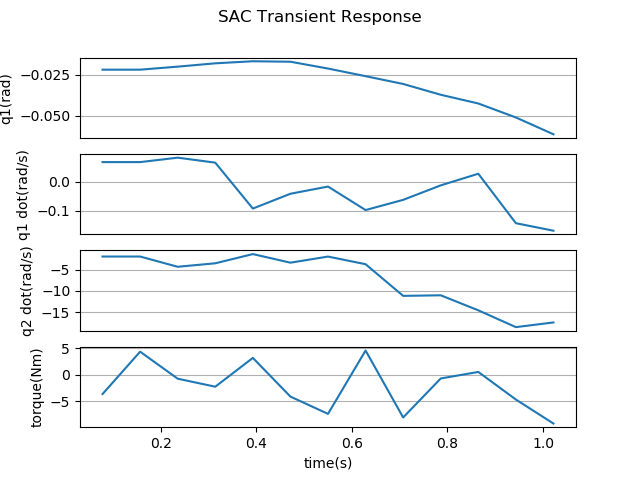 SAC Transient Response
q1(rad)
−0.025
−0.050
q1 dot(rad/s)
0.0
−0.1
q2 dot(rad/s)
−5
−10
−15
torque(Nm)
5
0
−5
0.2 0.4 0.6 0.8 1.0
time(s)